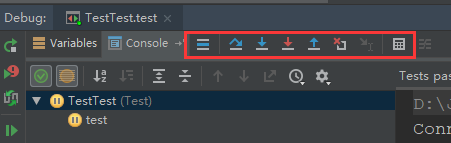 Debug: TestTest.test ×
Variables Console
Tests pas
TestTest (Test)
test
D:\
Conn